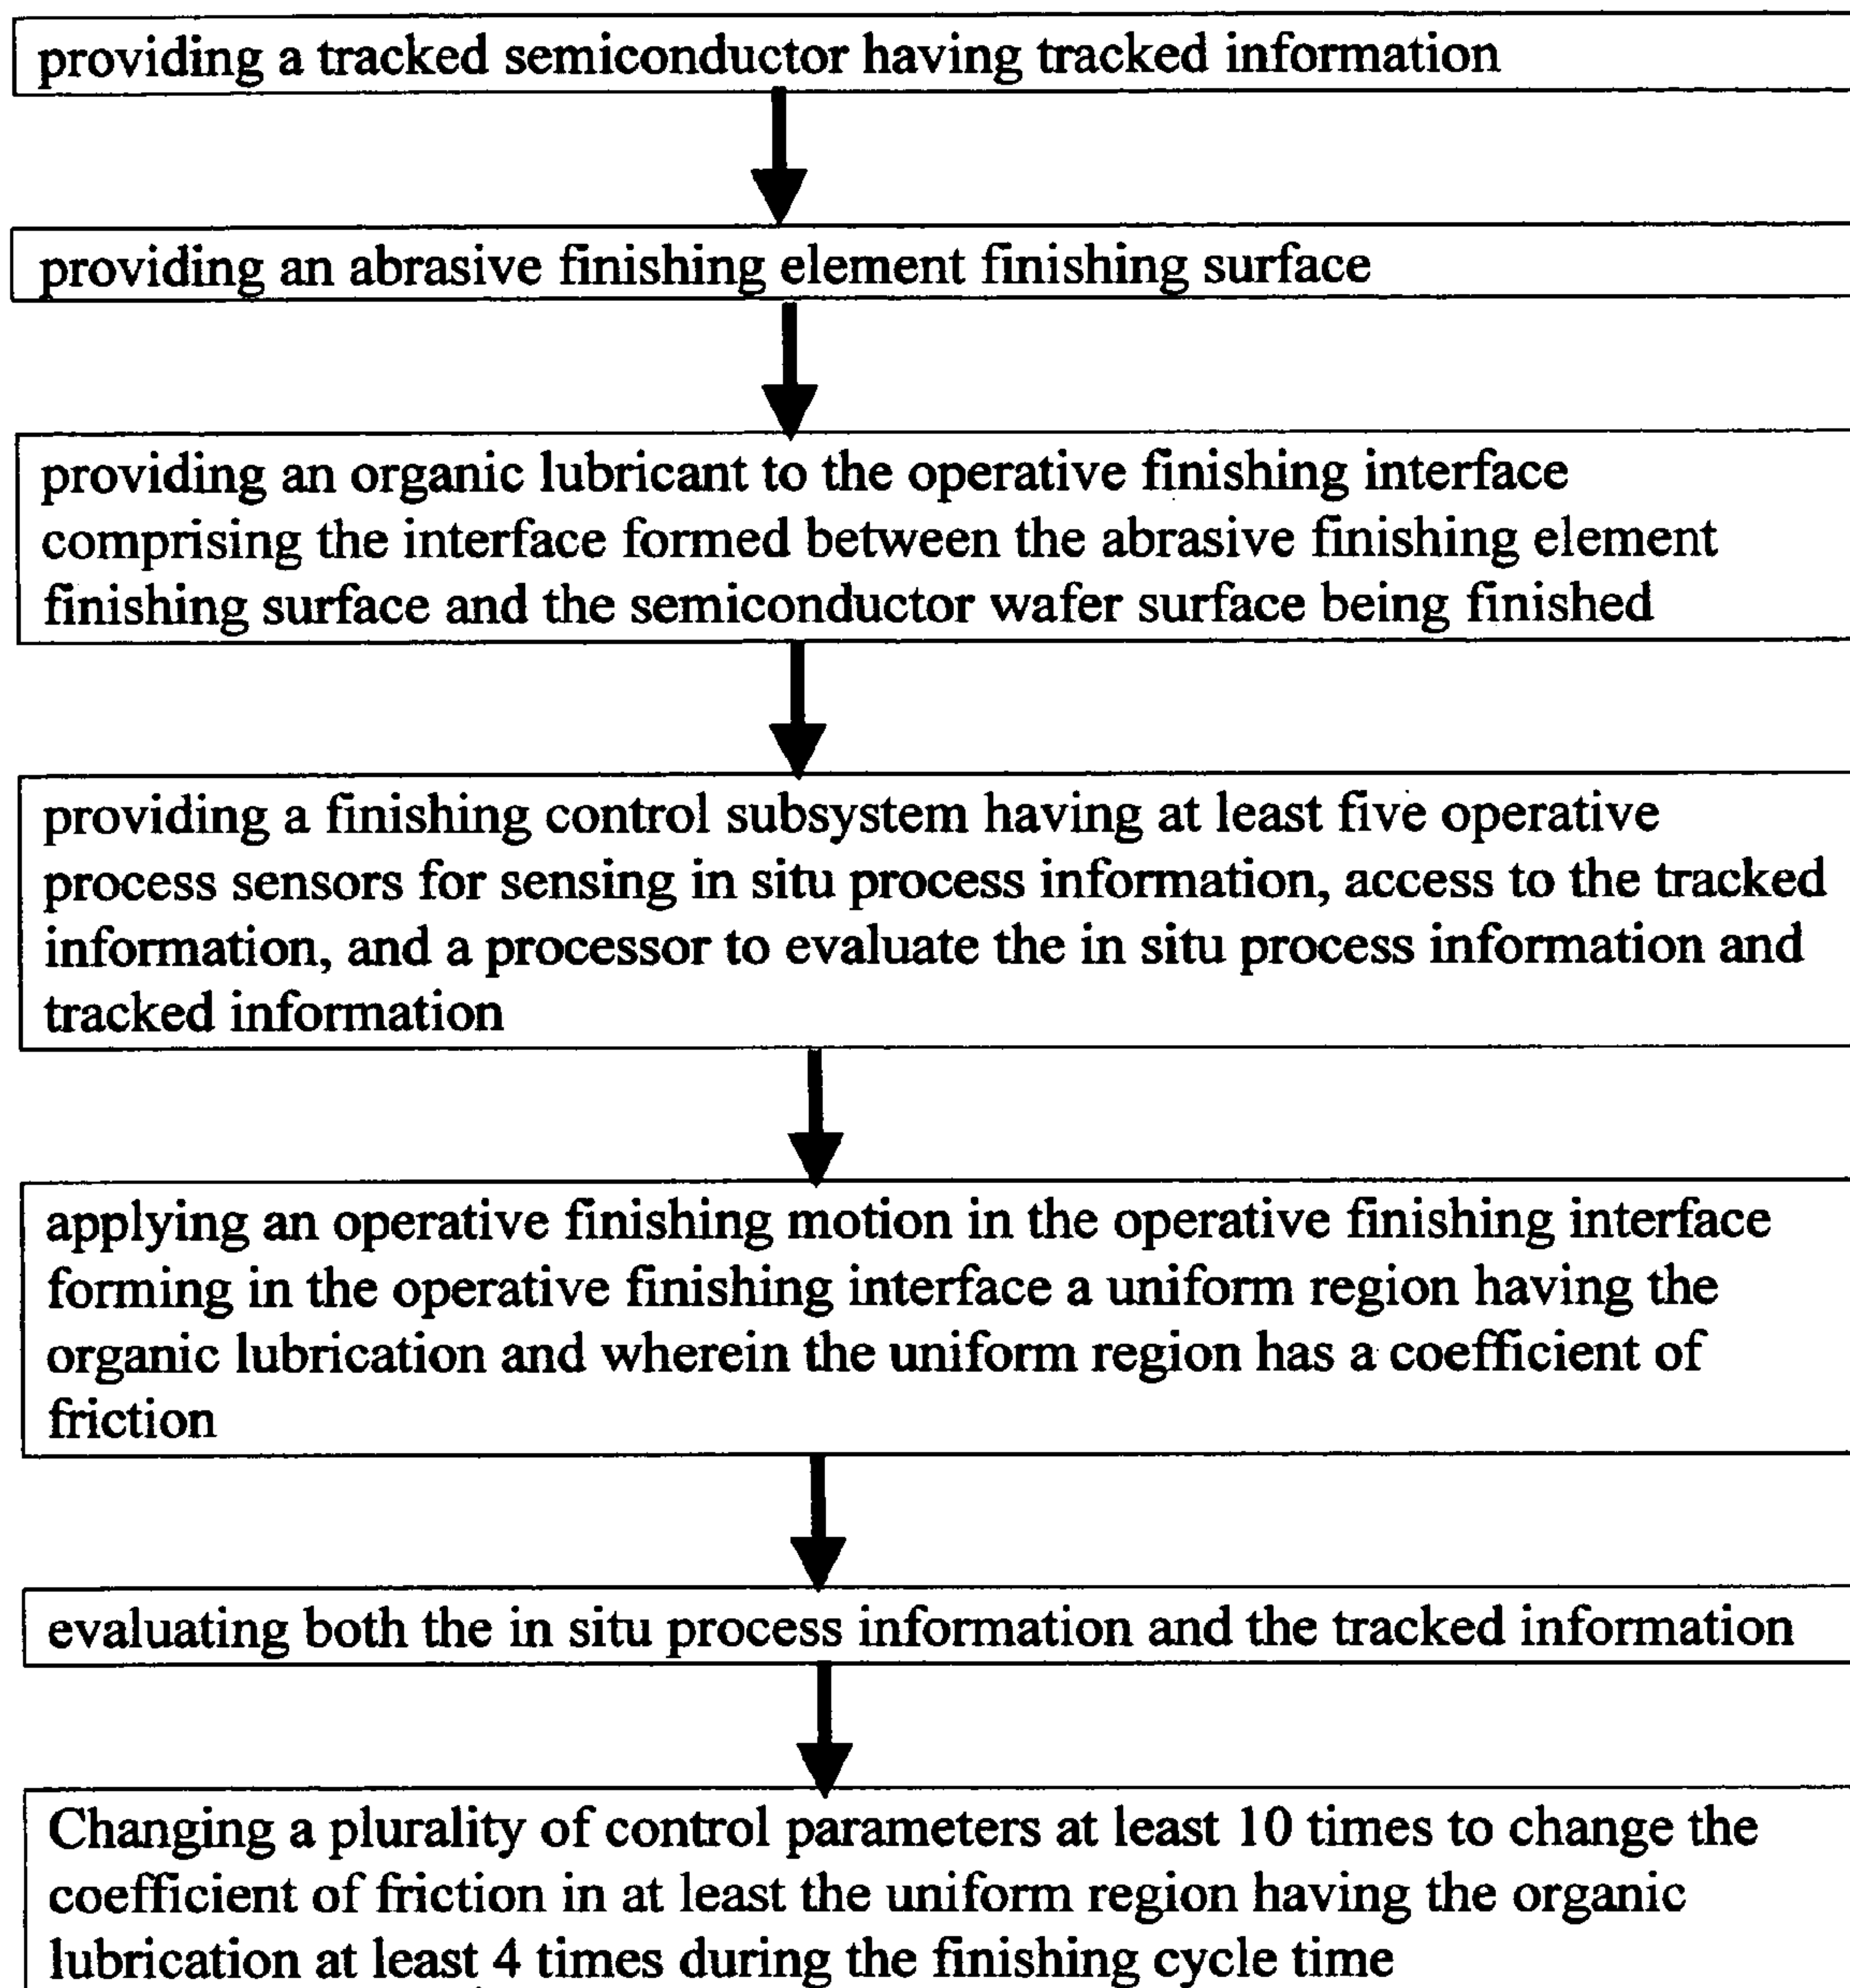 providing a tracked semiconductor having tracked information
providing an abrasive finishing element finishing surface
providing an organic lubricant to the operative finishing interface
comprising the interface formed between the abrasive finishing element
finishing surface and the semiconductor wafer surface being finished
providing a finishing control subsystem having at least five operative
process sensors for sensing in situ process information, access to the tracked
information, and a processor to evaluate the in situ process information and
tracked information
applying an operative finishing motion in the operative finishing interface
forming in the operative finishing interface a uniform region having the
organic lubrication and wherein the uniform region has a coefficient of
friction
evaluating both the in situ process information and the tracked information
Changing a plurality of control parameters at least 10 times to change the
coefficient of friction in at least the uniform region having the organic
lubrication at least 4 times during the finishing cycle time